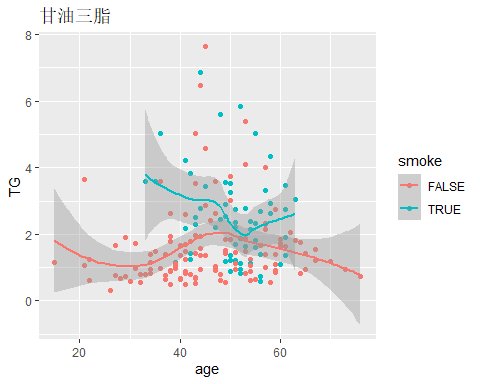 甘油三脂
8
6
4
2
0
TG
20 40 60
age
smoke
FALSE
TRUE